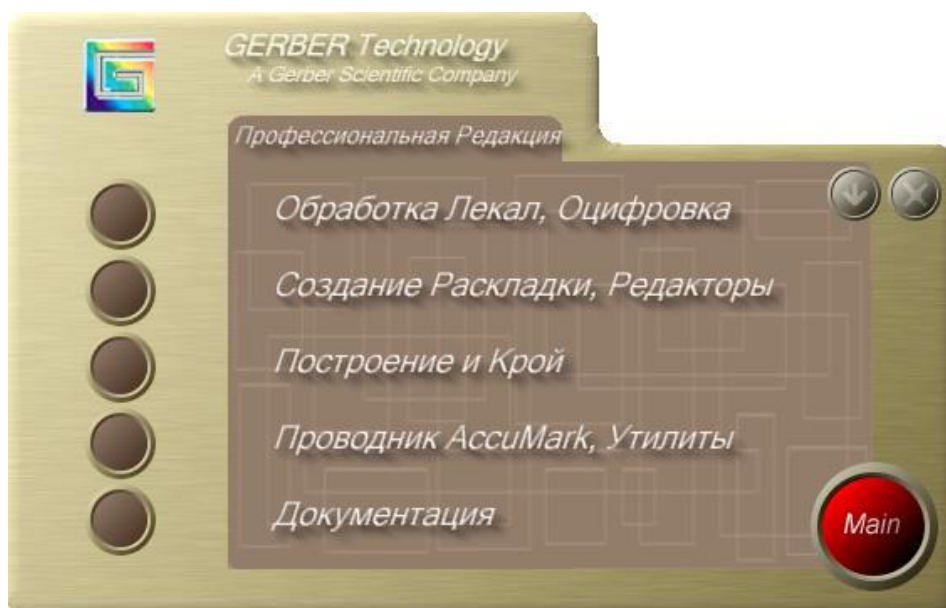 GERBER Technology
A Gerber Scientific Company
Профессиональная Редакция
Обработка Лекал, Оцифровка
Создание Раскладки, Редакторы
Построение и Крой
Проводник AccuMark, Утилиты
Документация
Main